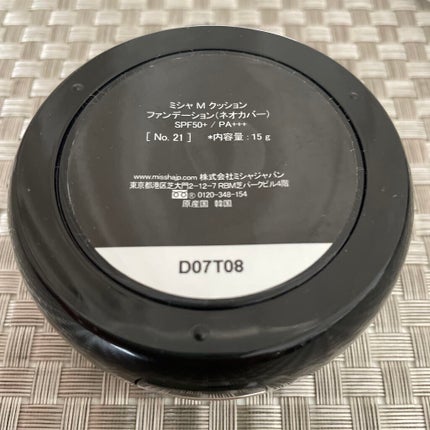 ミシャ M クッション
ファンデーション(ネオカバー)
SPF50+ / PA+++
[ No. 21 ] *内容量 : 15 g
www.misshajp.com 株式会社ミシャジャパン
東京都港区芝大門2-12-7 RBM芝パークビル4階
0120-348-154
原産国 韓国
D07T08